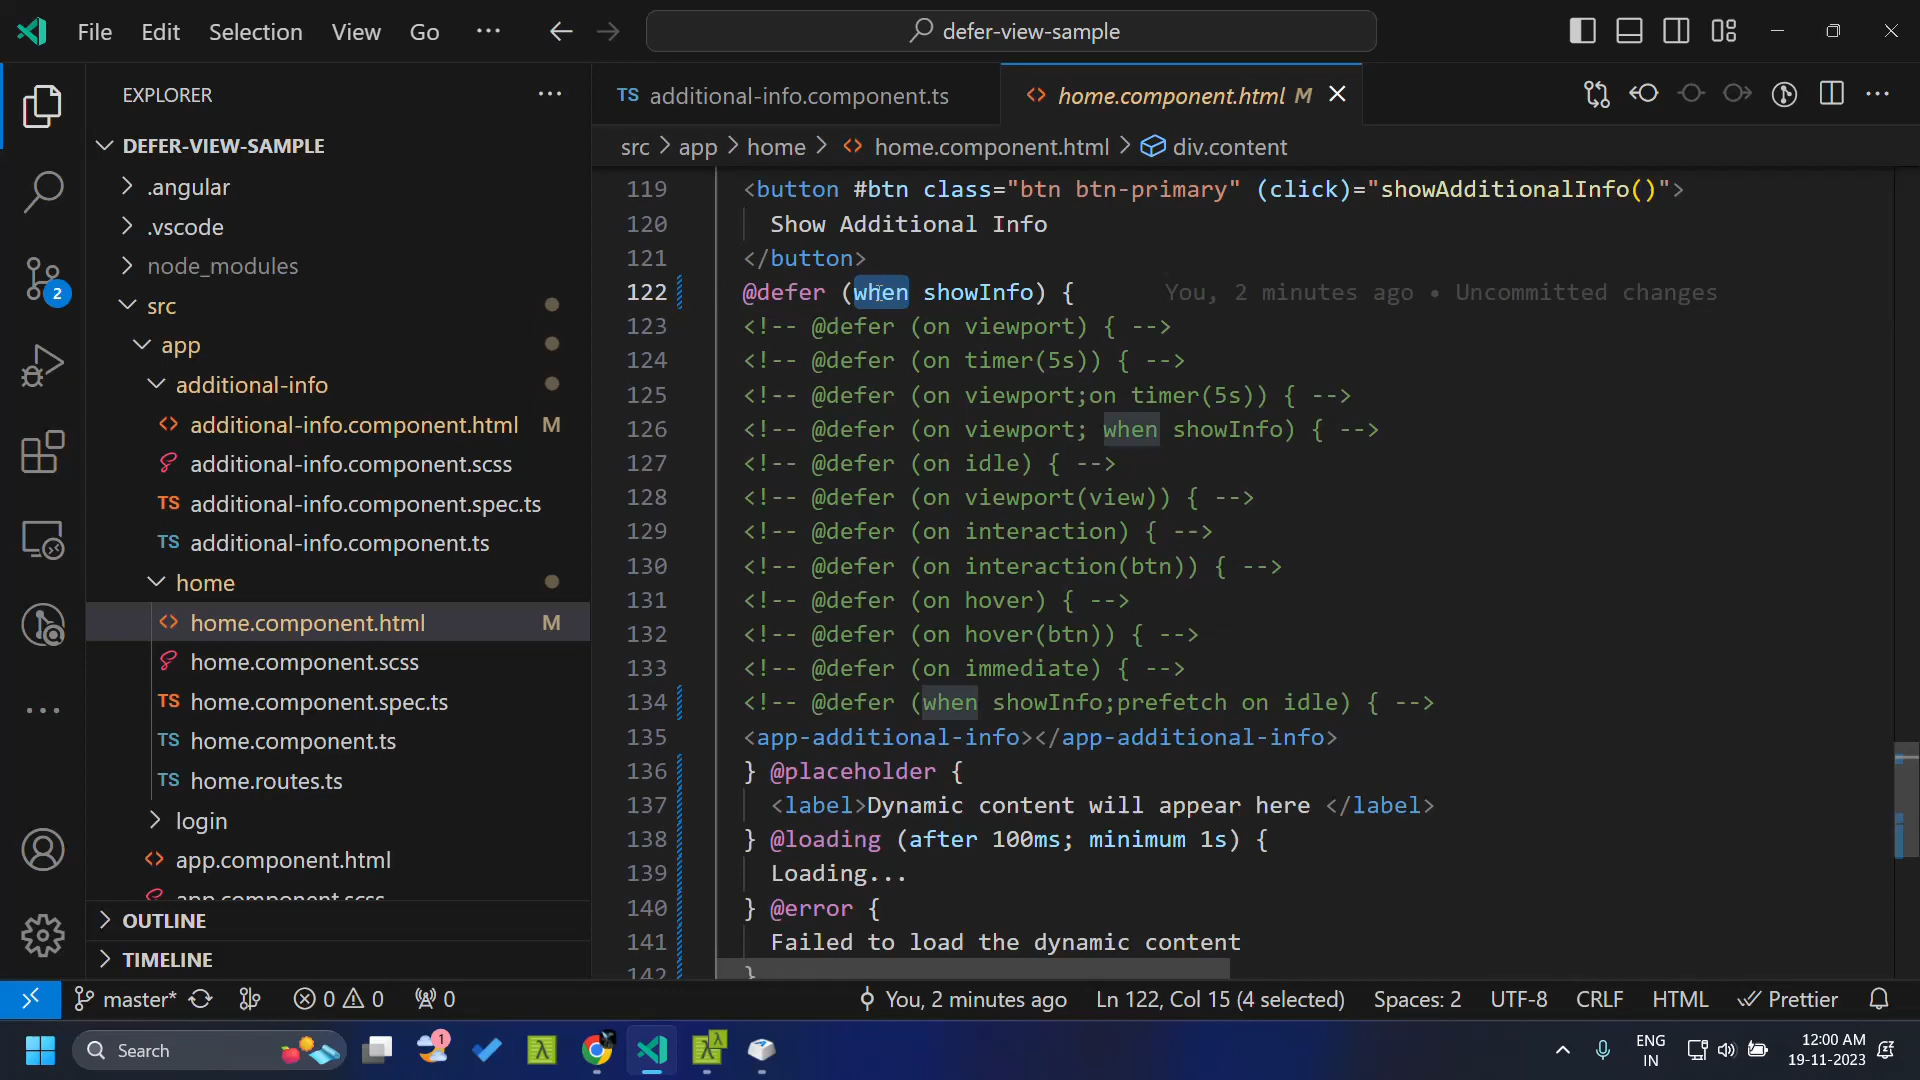 File Edit Selection View Go ··· defer-view-sample
EXPLORER
DEFER-VIEW-SAMPLE
.angular
.vscode
node_modules
src
app
additional-info
additional-info.component.html M
additional-info.component.scss
TS additional-info.component.spec.ts
TS additional-info.component.ts
home
home.component.html M
home.component.scss
TS home.component.spec.ts
TS home.component.ts
TS home.routes.ts
login
app.component.html
app.component.scss
OUTLINE
TIMELINE
2
TS additional-info.component.ts
home.component.html M
src > app > home > home.component.html > div.content
119 <button #btn class="btn btn-primary" (click)="showAdditionalInfo()">
120 Show Additional Info
121 </button>
122 @defer (when showInfo) { You, 2 minutes ago • Uncommitted changes
123 <!-- @defer (on viewport) { -->
124 <!-- @defer (on timer(5s)) { -->
125 <!-- @defer (on viewport;on timer(5s)) { -->
126 <!-- @defer (on viewport; when showInfo) { -->
127 <!-- @defer (on idle) { -->
128 <!-- @defer (on viewport(view)) { -->
129 <!-- @defer (on interaction) { -->
130 <!-- @defer (on interaction(btn)) { -->
131 <!-- @defer (on hover) { -->
132 <!-- @defer (on hover(btn)) { -->
133 <!-- @defer (on immediate) { -->
134 <!-- @defer (when showInfo;prefetch on idle) { -->
135 <app-additional-info></app-additional-info>
136 } @placeholder {
137 <label>Dynamic content will appear here </label>
138 } @loading (after 100ms; minimum 1s) {
139 Loading...
140 } @error {
141 Failed to load the dynamic content
142 }
master* 0 0 0 You, 2 minutes ago Ln 122, Col 15 (4 selected) Spaces: 2 UTF-8 CRLF HTML Prettier
Search 1 ENG 12:00 AM
IN 19-11-2023